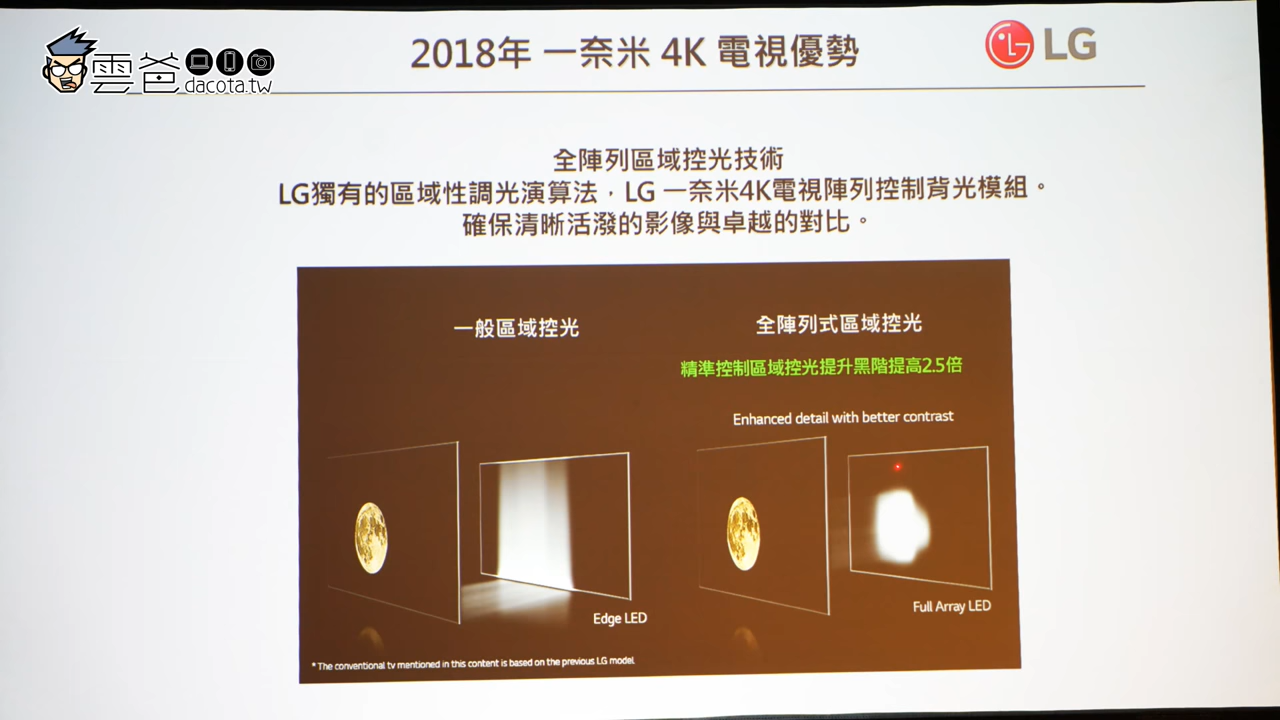 雲爸
dacota.tw
2018年 一奈米 4K 電視優勢
LG
全陣列區域控光技術
LG獨有的區域性調光演算法，LG 一奈米4K電視陣列控制背光模組。
確保清晰活潑的影像與卓越的對比。
一般區域控光
全陣列式區域控光
精準控制區域控光提升黑階提高2.5倍
Enhanced detail with better contrast
Edge LED
Full Array LED
* The conventional tv mentioned in this content is based on the previous LG model.